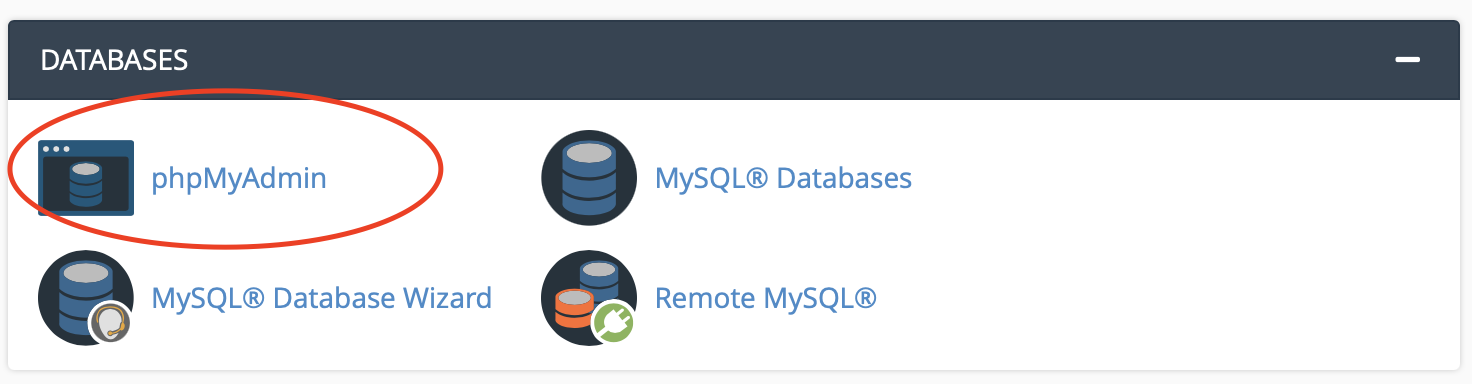 DATABASES
phpMyAdmin
MySQL® Databases
MySQL® Database Wizard
Remote MySQL®